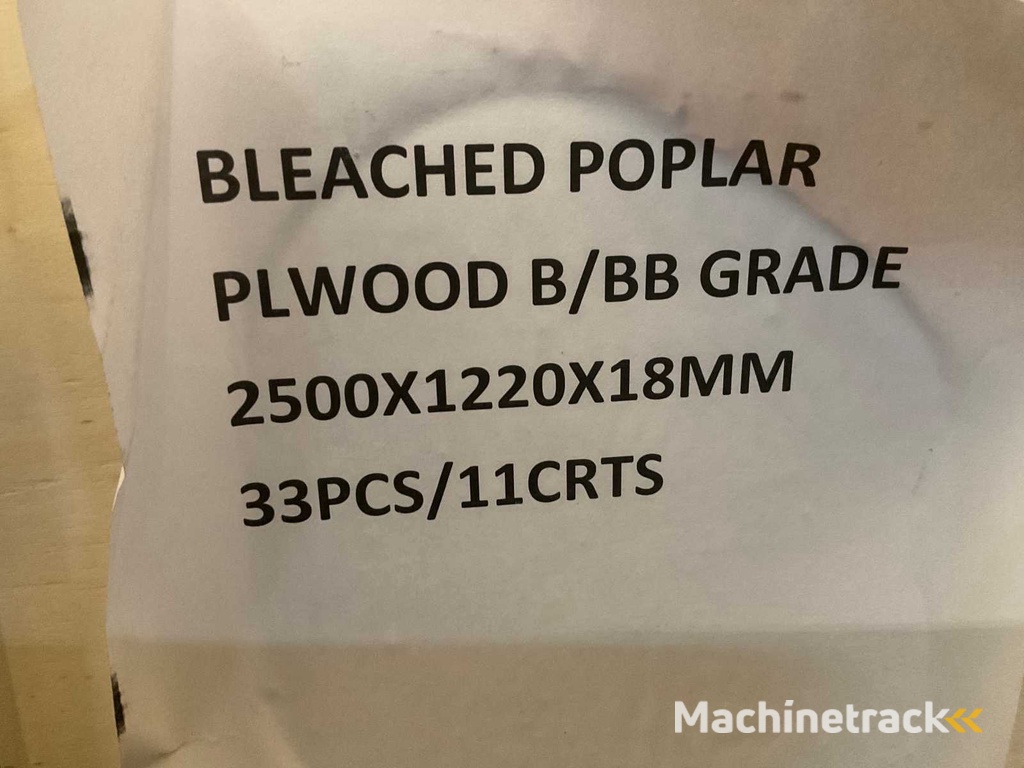 BLEACHED POPLAR
PLWOOD B/BB GRADE
2500X1220X18MM
33PCS/11CRTS
Machinetrack